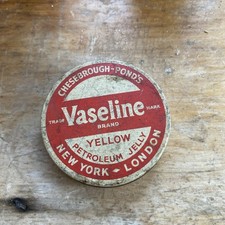 CHESEBROUGH-POND'S
TRADE MARK
Vaseline
BRAND
YELLOW
PETROLEUM JELLY
NEW YORK - LONDON